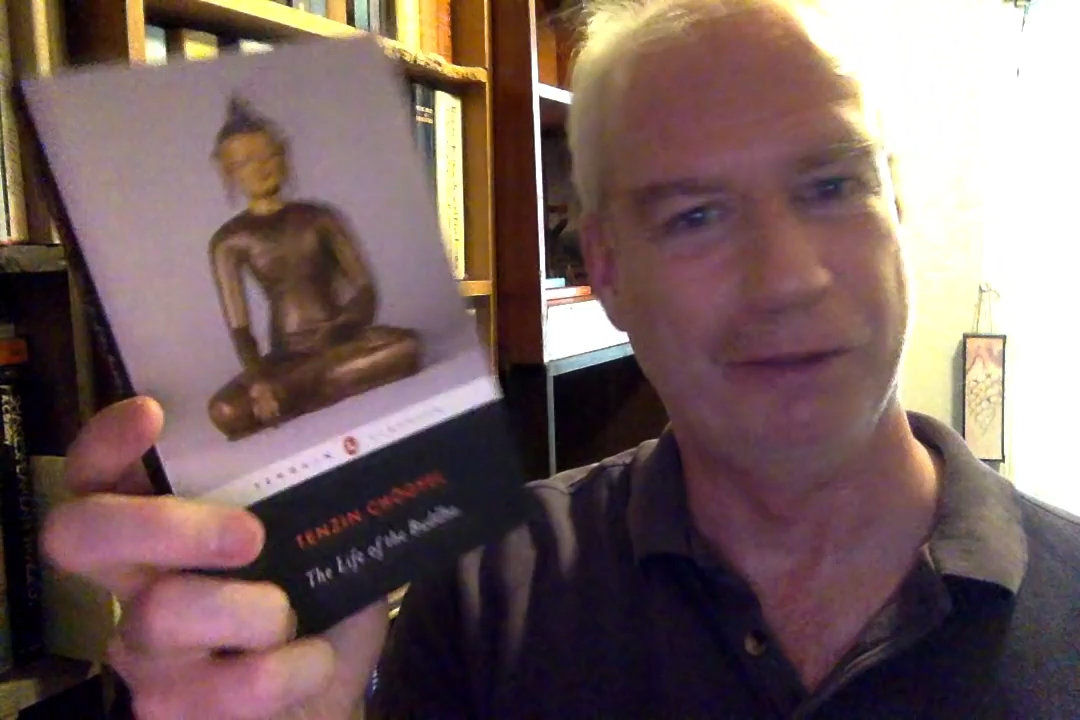 PENGUIN CLASSICS
TENZIN CHÖGYEL
The Life of the Buddha